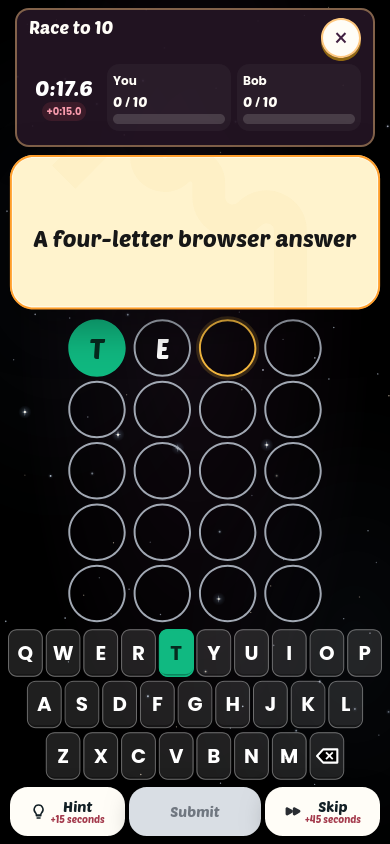 Race to 10
×
0:17.6
+0:15.0
You
0 / 10
Bob
0 / 10
A four-letter browser answer
T E
Q W E R T Y U I O P
A S D F G H J K L
Z X C V B N M
Hint
+15 seconds
Submit
Skip
+45 seconds